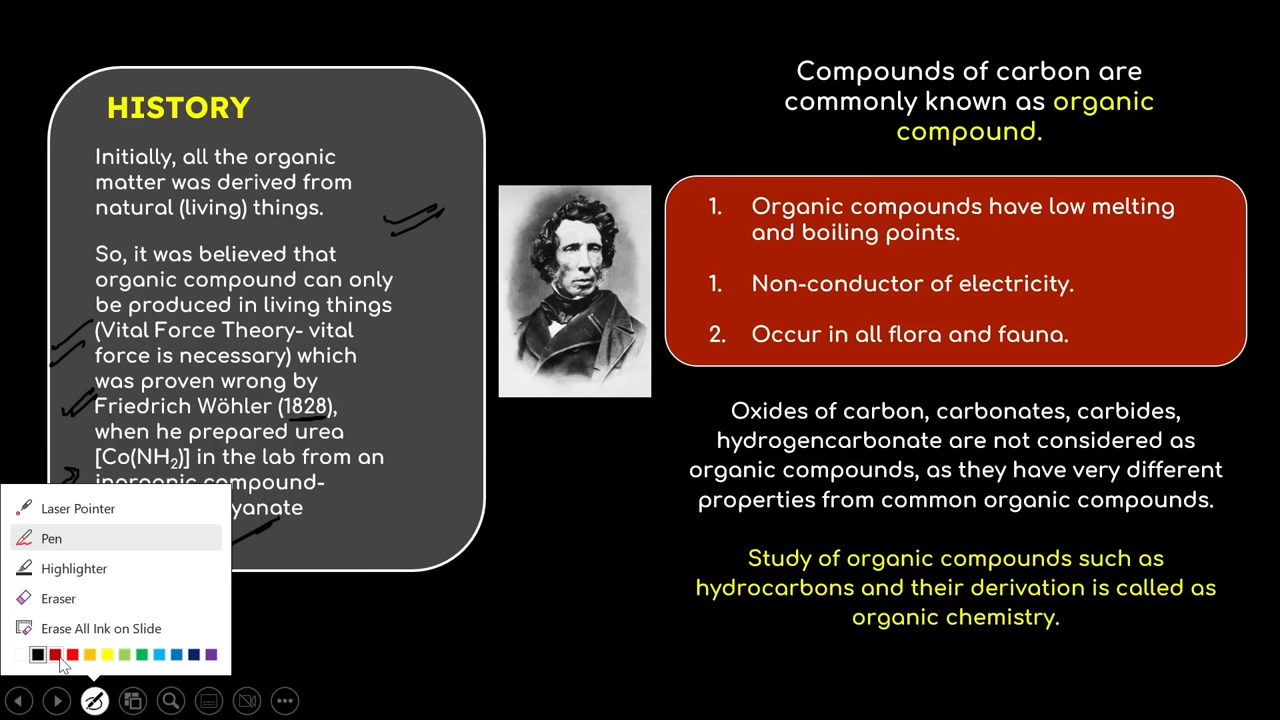 HISTORY
Initially, all the organic
matter was derived from
natural (living) things.
So, it was believed that
organic compound can only
be produced in living things
(Vital Force Theory- vital
force is necessary) which
was proven wrong by
Friedrich Wöhler (1828),
when he prepared urea
[Co(NH₂)] in the lab from an
inorganic compound-
yanate
Compounds of carbon are
commonly known as organic
compound.
1. Organic compounds have low melting
and boiling points.
1. Non-conductor of electricity.
2. Occur in all flora and fauna.
Oxides of carbon, carbonates, carbides,
hydrogencarbonate are not considered as
organic compounds, as they have very different
properties from common organic compounds.
Study of organic compounds such as
hydrocarbons and their derivation is called as
organic chemistry.
Laser Pointer
Pen
Highlighter
Eraser
Erase All Ink on Slide